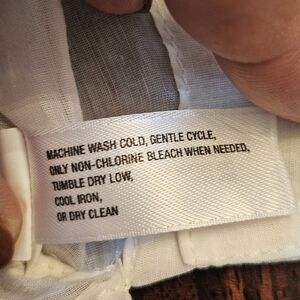 MACHINE WASH COLD, GENTLE CYCLE,
ONLY NON-CHLORINE BLEACH WHEN NEEDED,
TUMBLE DRY LOW,
COOL IRON,
OR DRY CLEAN